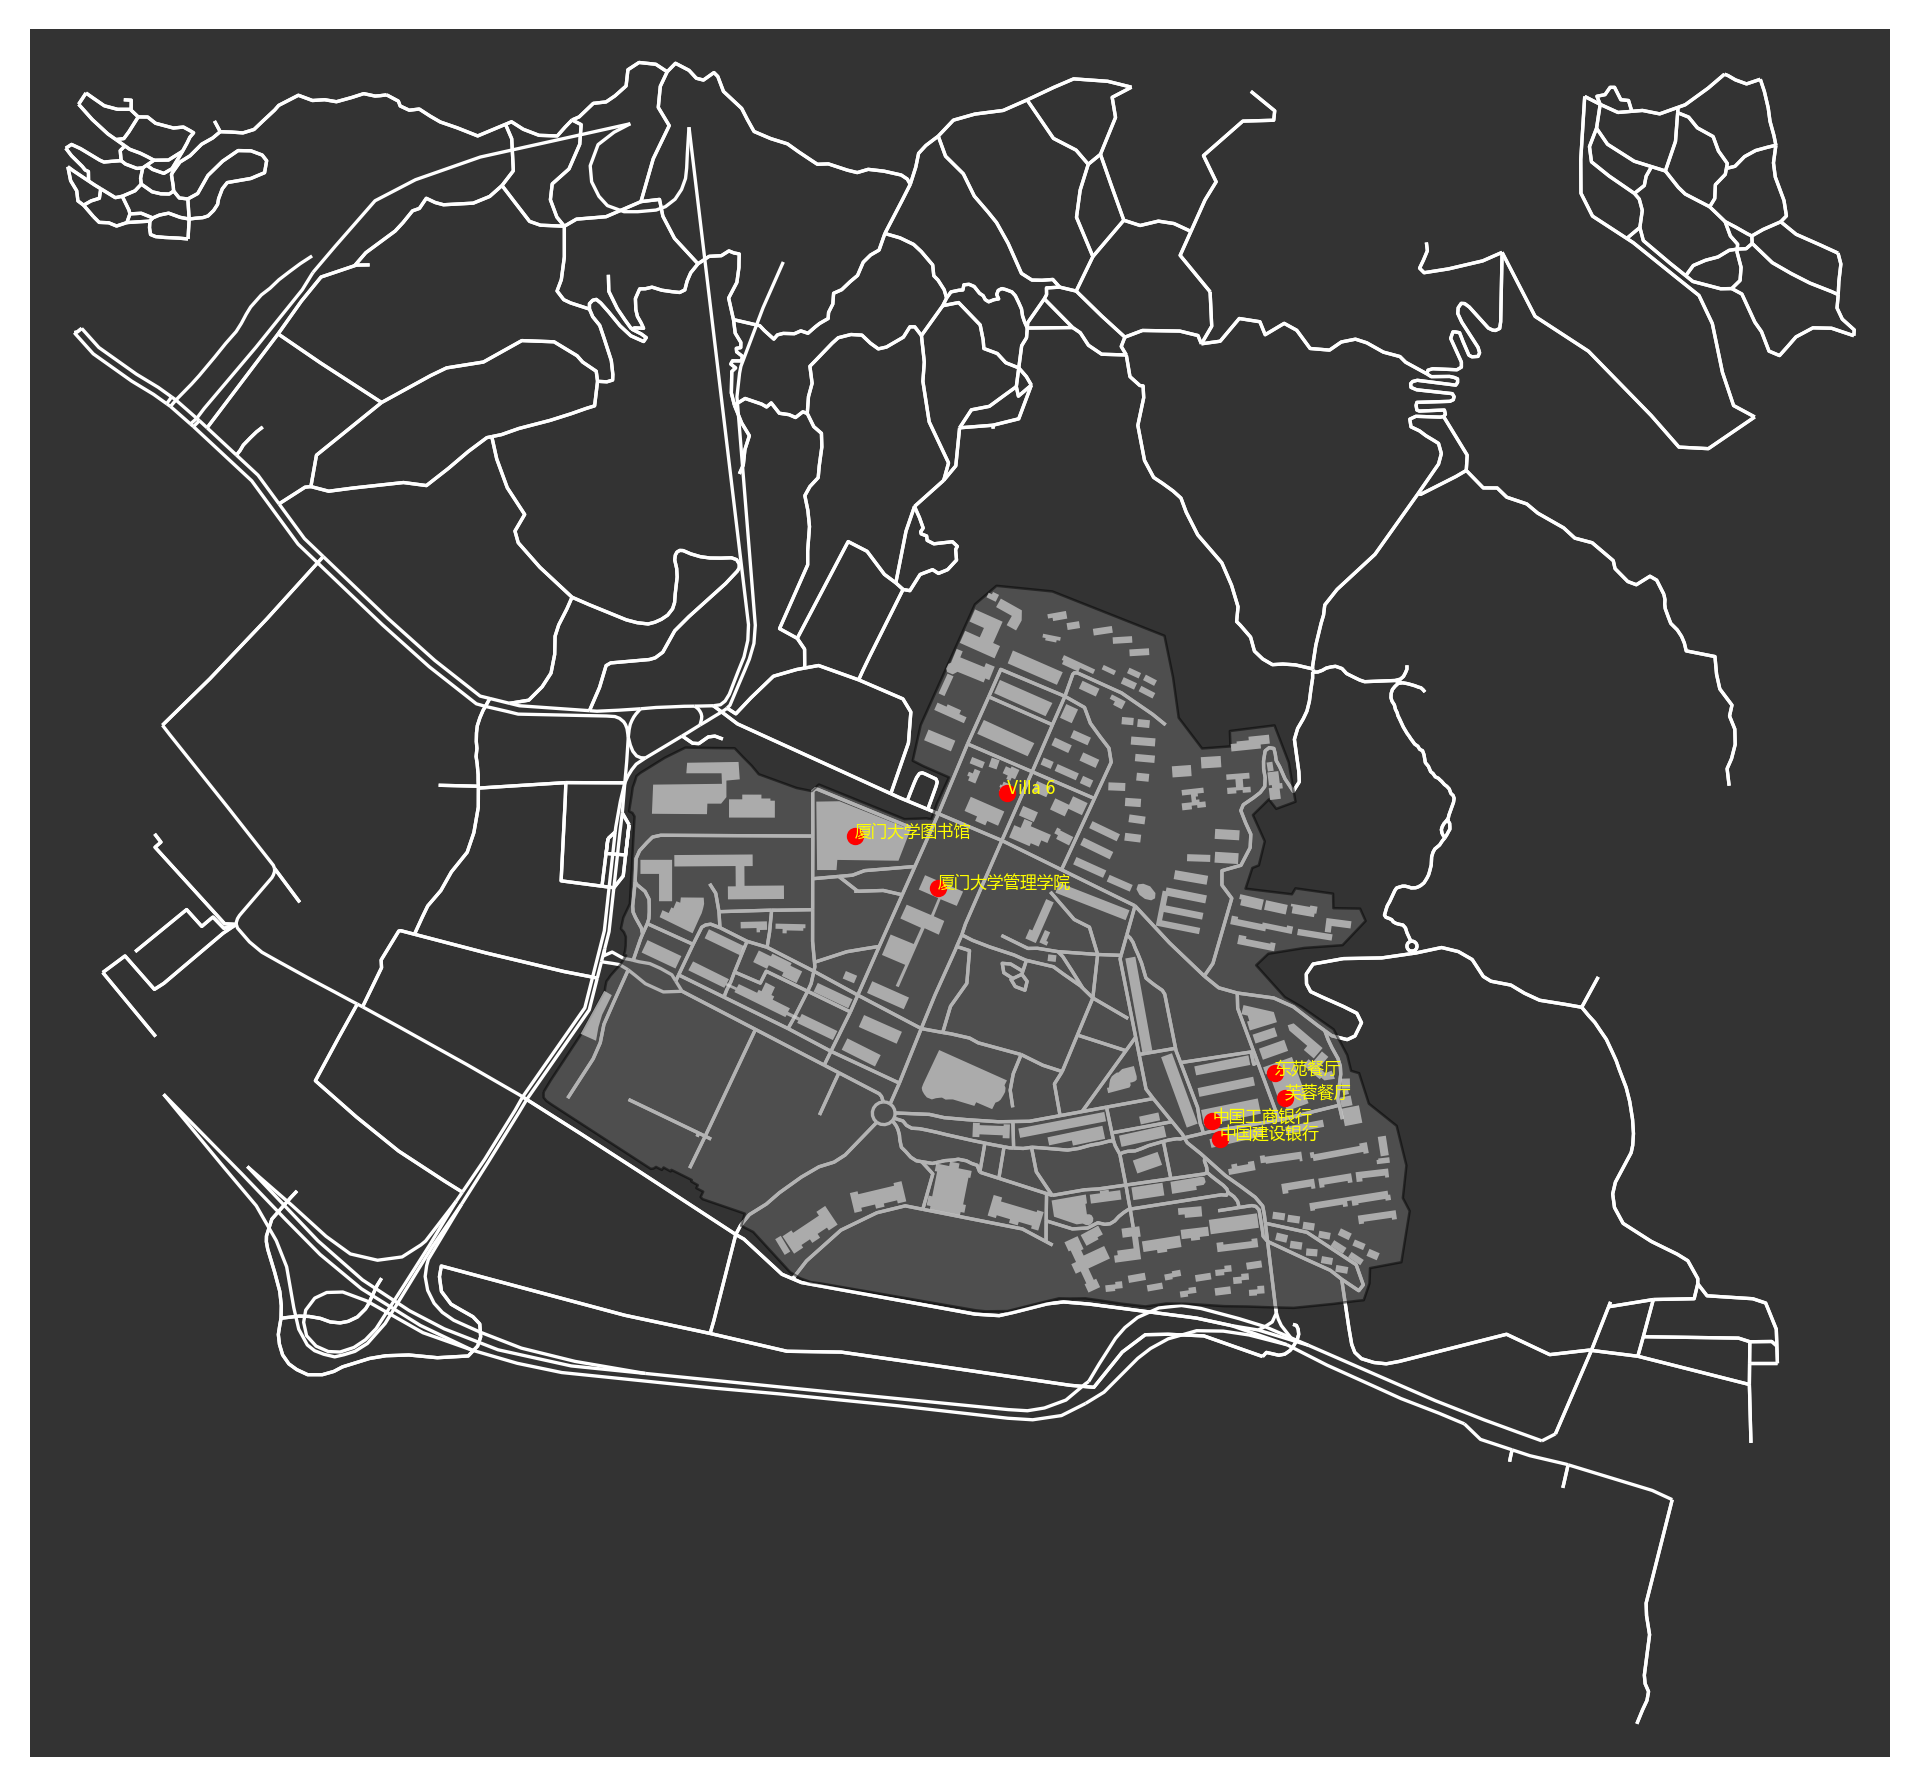 Villa 6
厦门大学图书馆
厦门大学管理学院
东苑餐厅
芙蓉餐厅
中国工商银行
中国建设银行